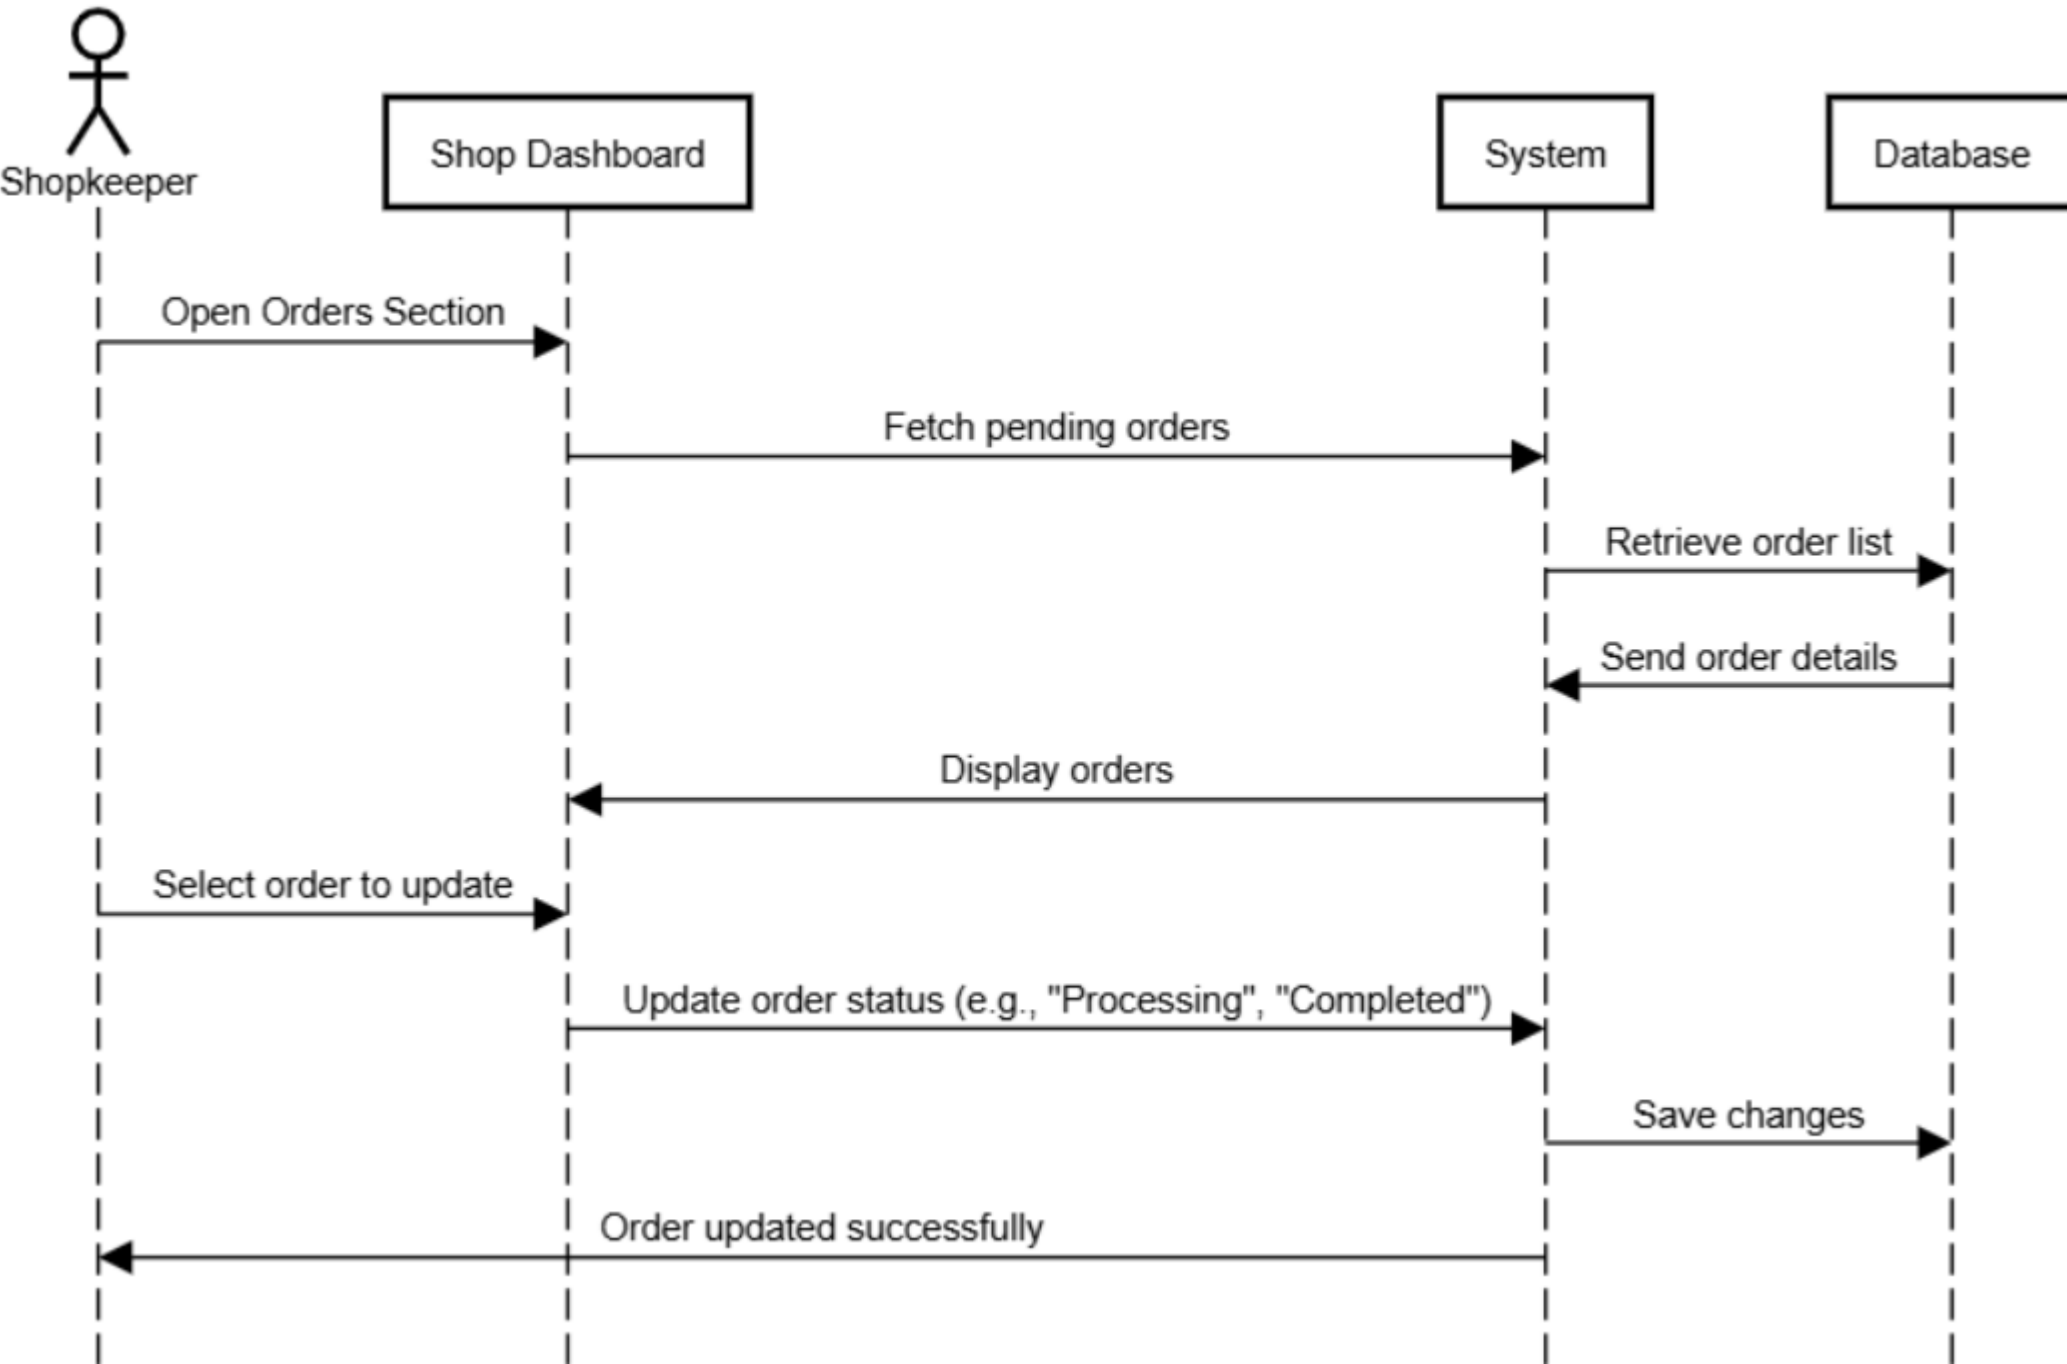 Shopkeeper
Shop Dashboard
System
Database
Open Orders Section
Fetch pending orders
Retrieve order list
Send order details
Display orders
Select order to update
Update order status (e.g., "Processing", "Completed")
Save changes
Order updated successfully